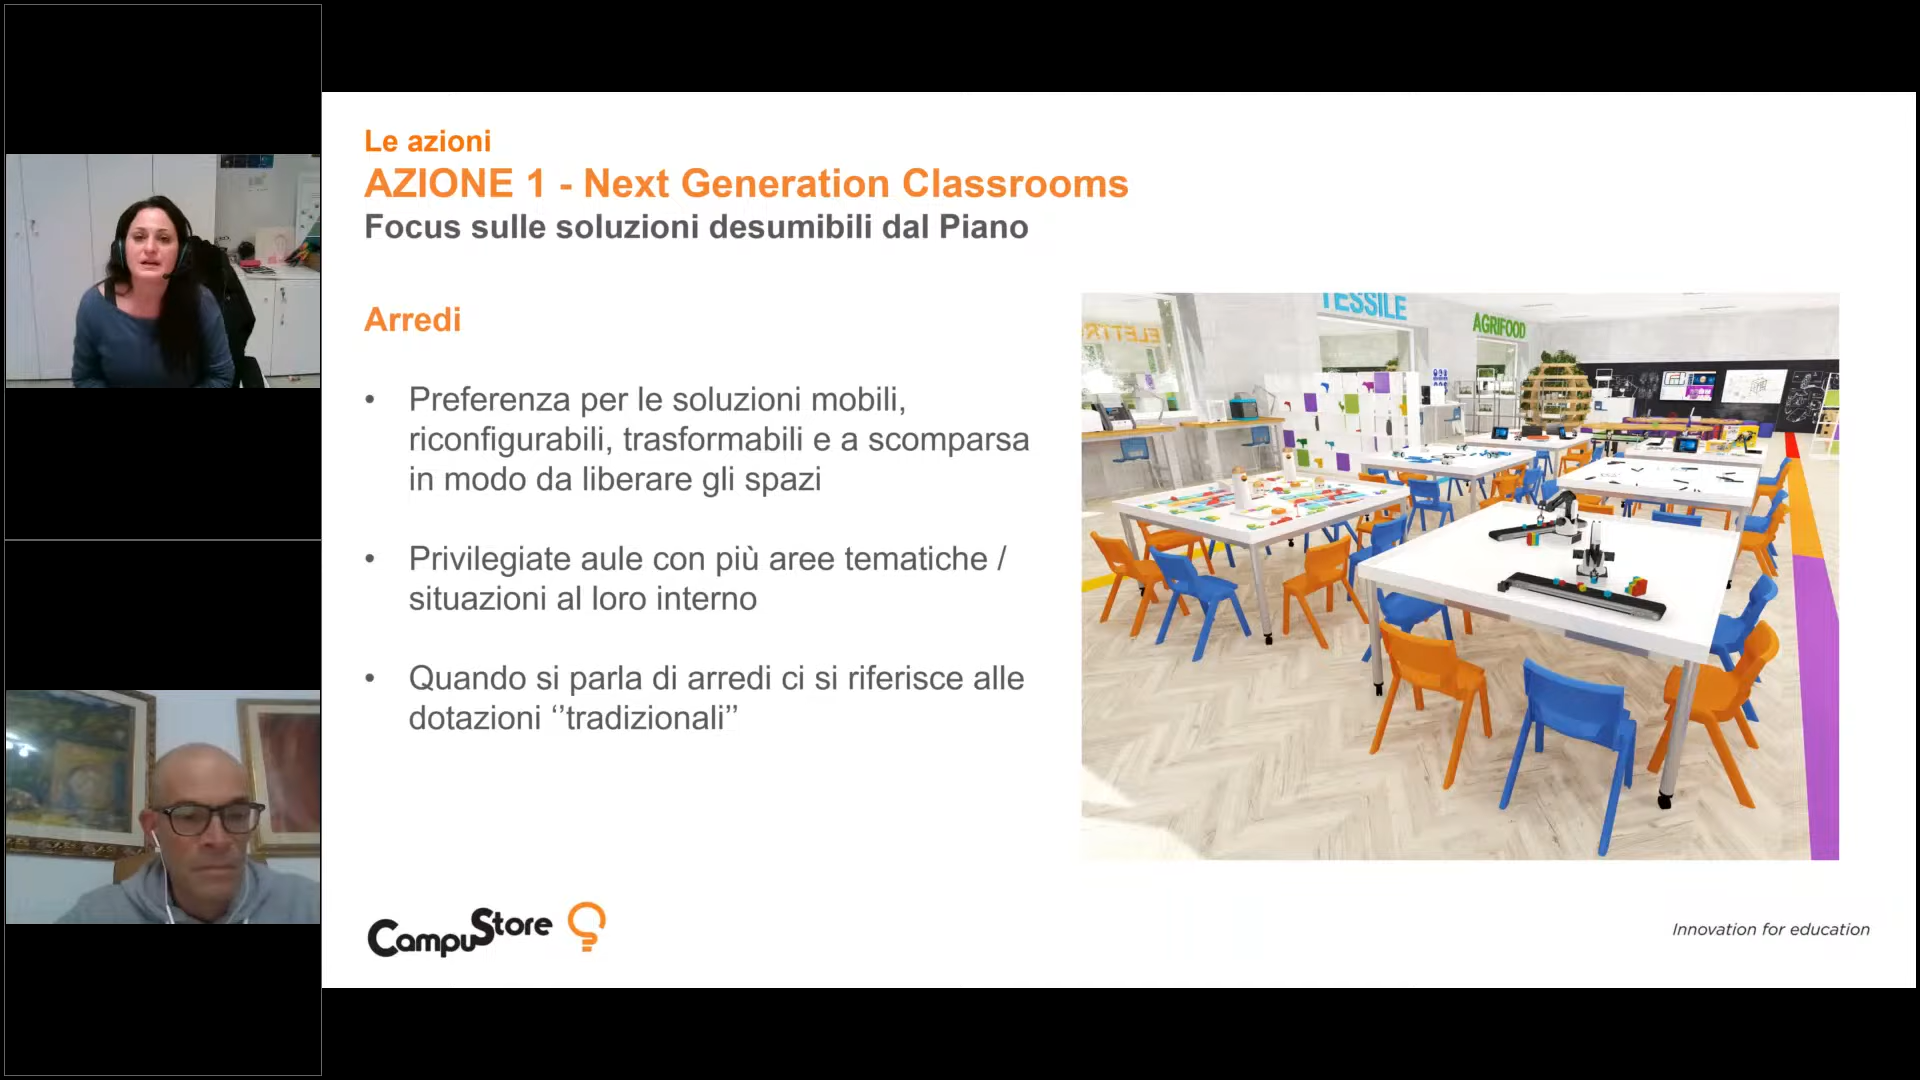 Le azioni
AZIONE 1 - Next Generation Classrooms
Focus sulle soluzioni desumibili dal Piano
Arredi
• Preferenza per le soluzioni mobili,
riconfigurabili, trasformabili e a scomparsa
in modo da liberare gli spazi
• Privilegiate aule con più aree tematiche /
situazioni al loro interno
• Quando si parla di arredi ci si riferisce alle
dotazioni ‘’tradizionali’’
TESSILE
AGRIFOOD
ELETTR
CampuStore
Innovation for education